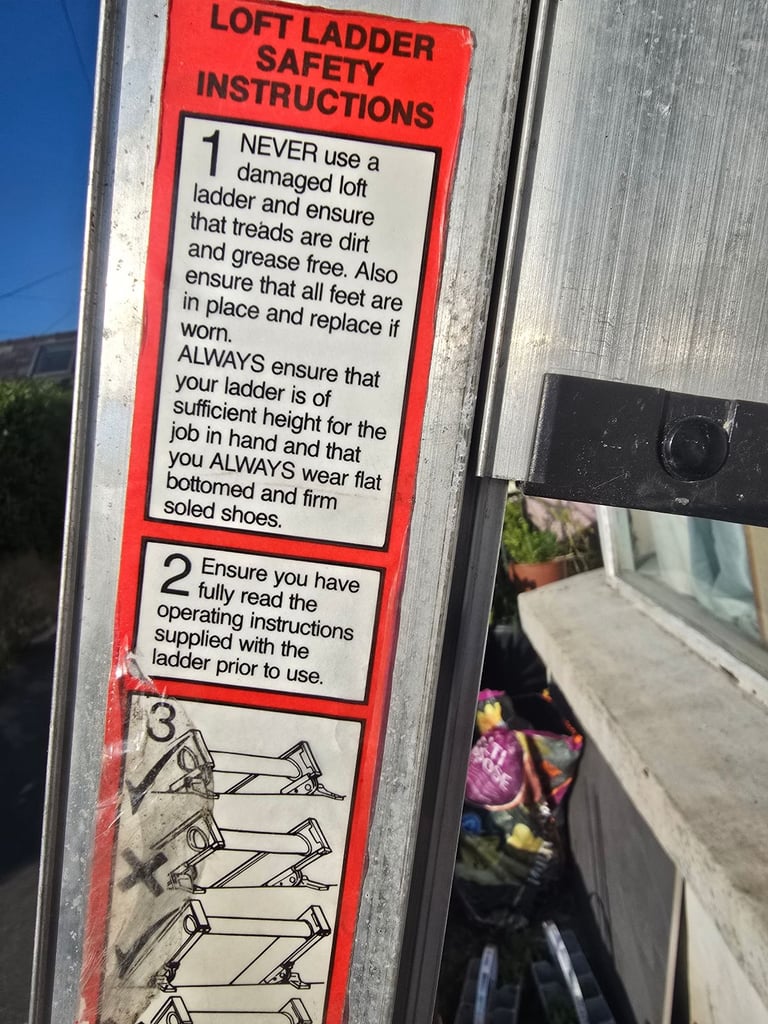 LOFT LADDER
SAFETY
INSTRUCTIONS
1 NEVER use a
damaged loft
ladder and ensure
that treads are dirt
and grease free. Also
ensure that all feet are
in place and replace if
worn.
ALWAYS ensure that
your ladder is of
sufficient height for the
job in hand and that
you ALWAYS wear flat
bottomed and firm
soled shoes.
2 Ensure you have
fully read the
operating instructions
supplied with the
ladder prior to use.
3